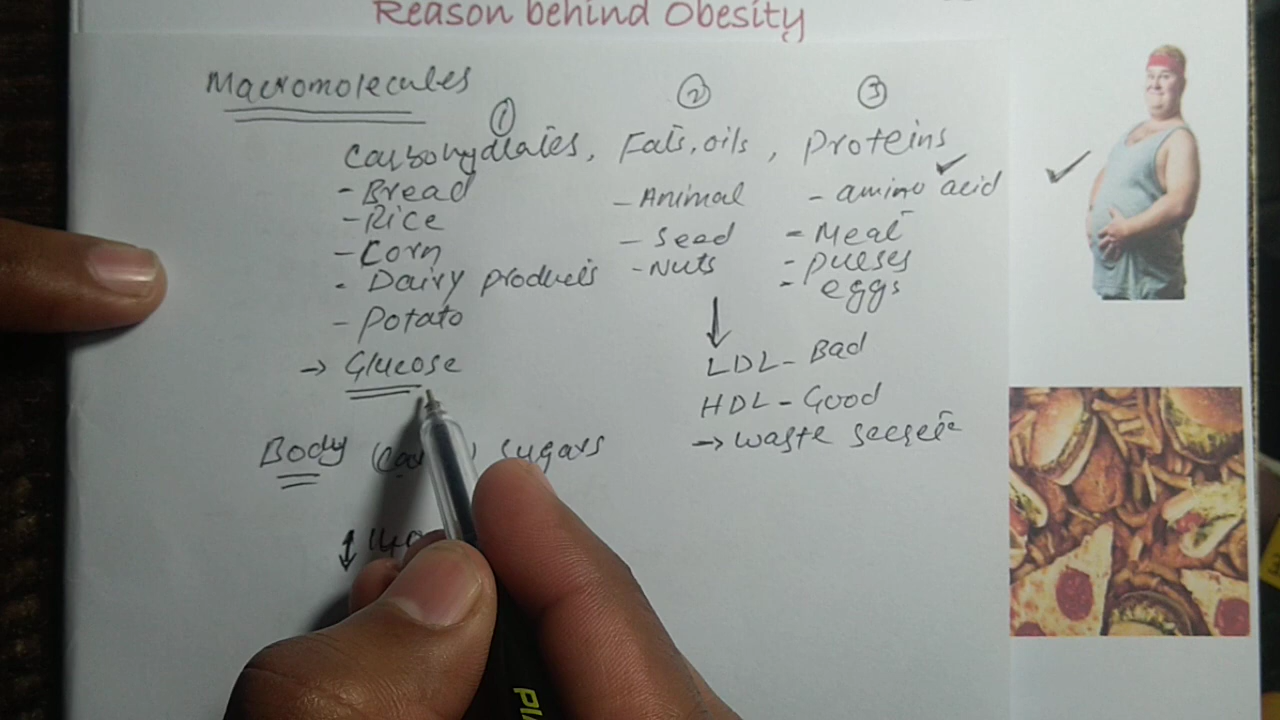 Reason behind Obesity
Macromolecules
① ② ③
Carbohydrates, Fats, oils, Proteins
- Bread
- Rice
- Corn
- Dairy products
- Potato
→ Glucose
- Animal
- Seed
- Nuts
- amino acid
- Meat
- pulses
- eggs
LDL - Bad
HDL - Good
→ waste
Body sugars